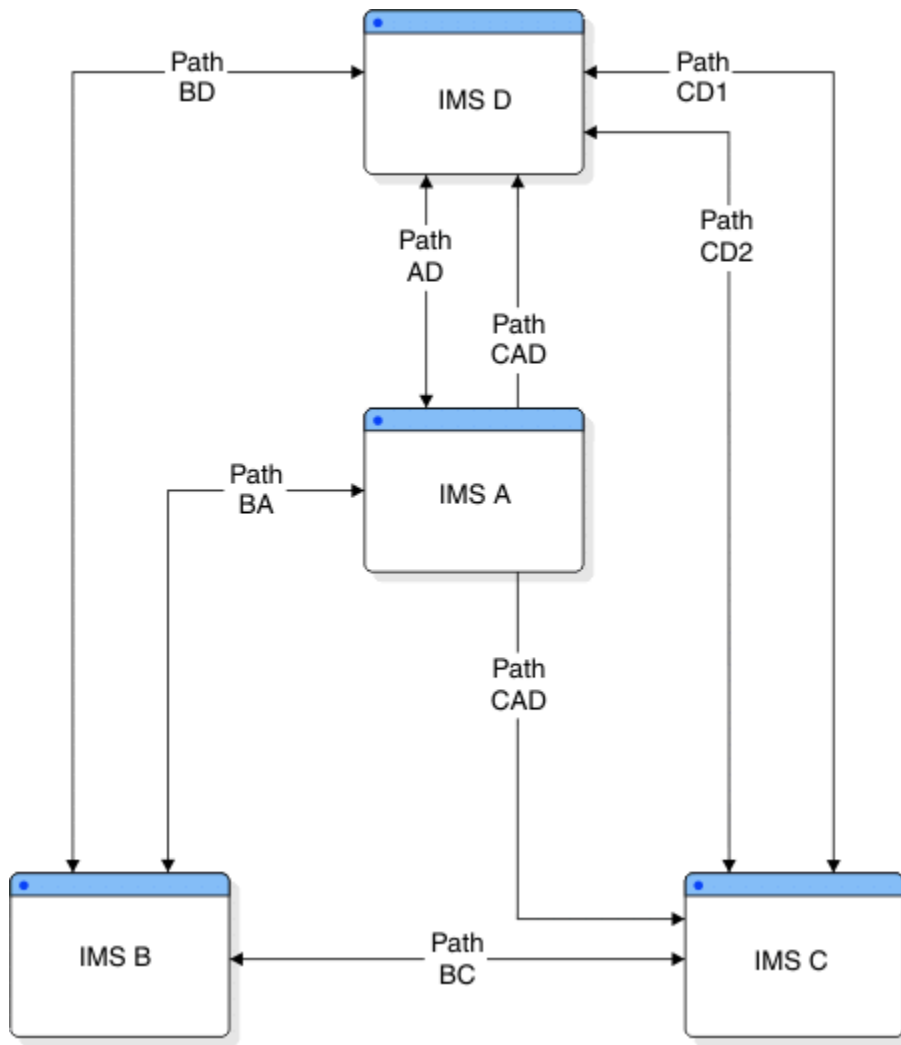 Path
BD
IMS D
Path
CD1
Path
CD2
Path
AD
Path
CAD
Path
BA
IMS A
Path
CAD
IMS B
Path
BC
IMS C